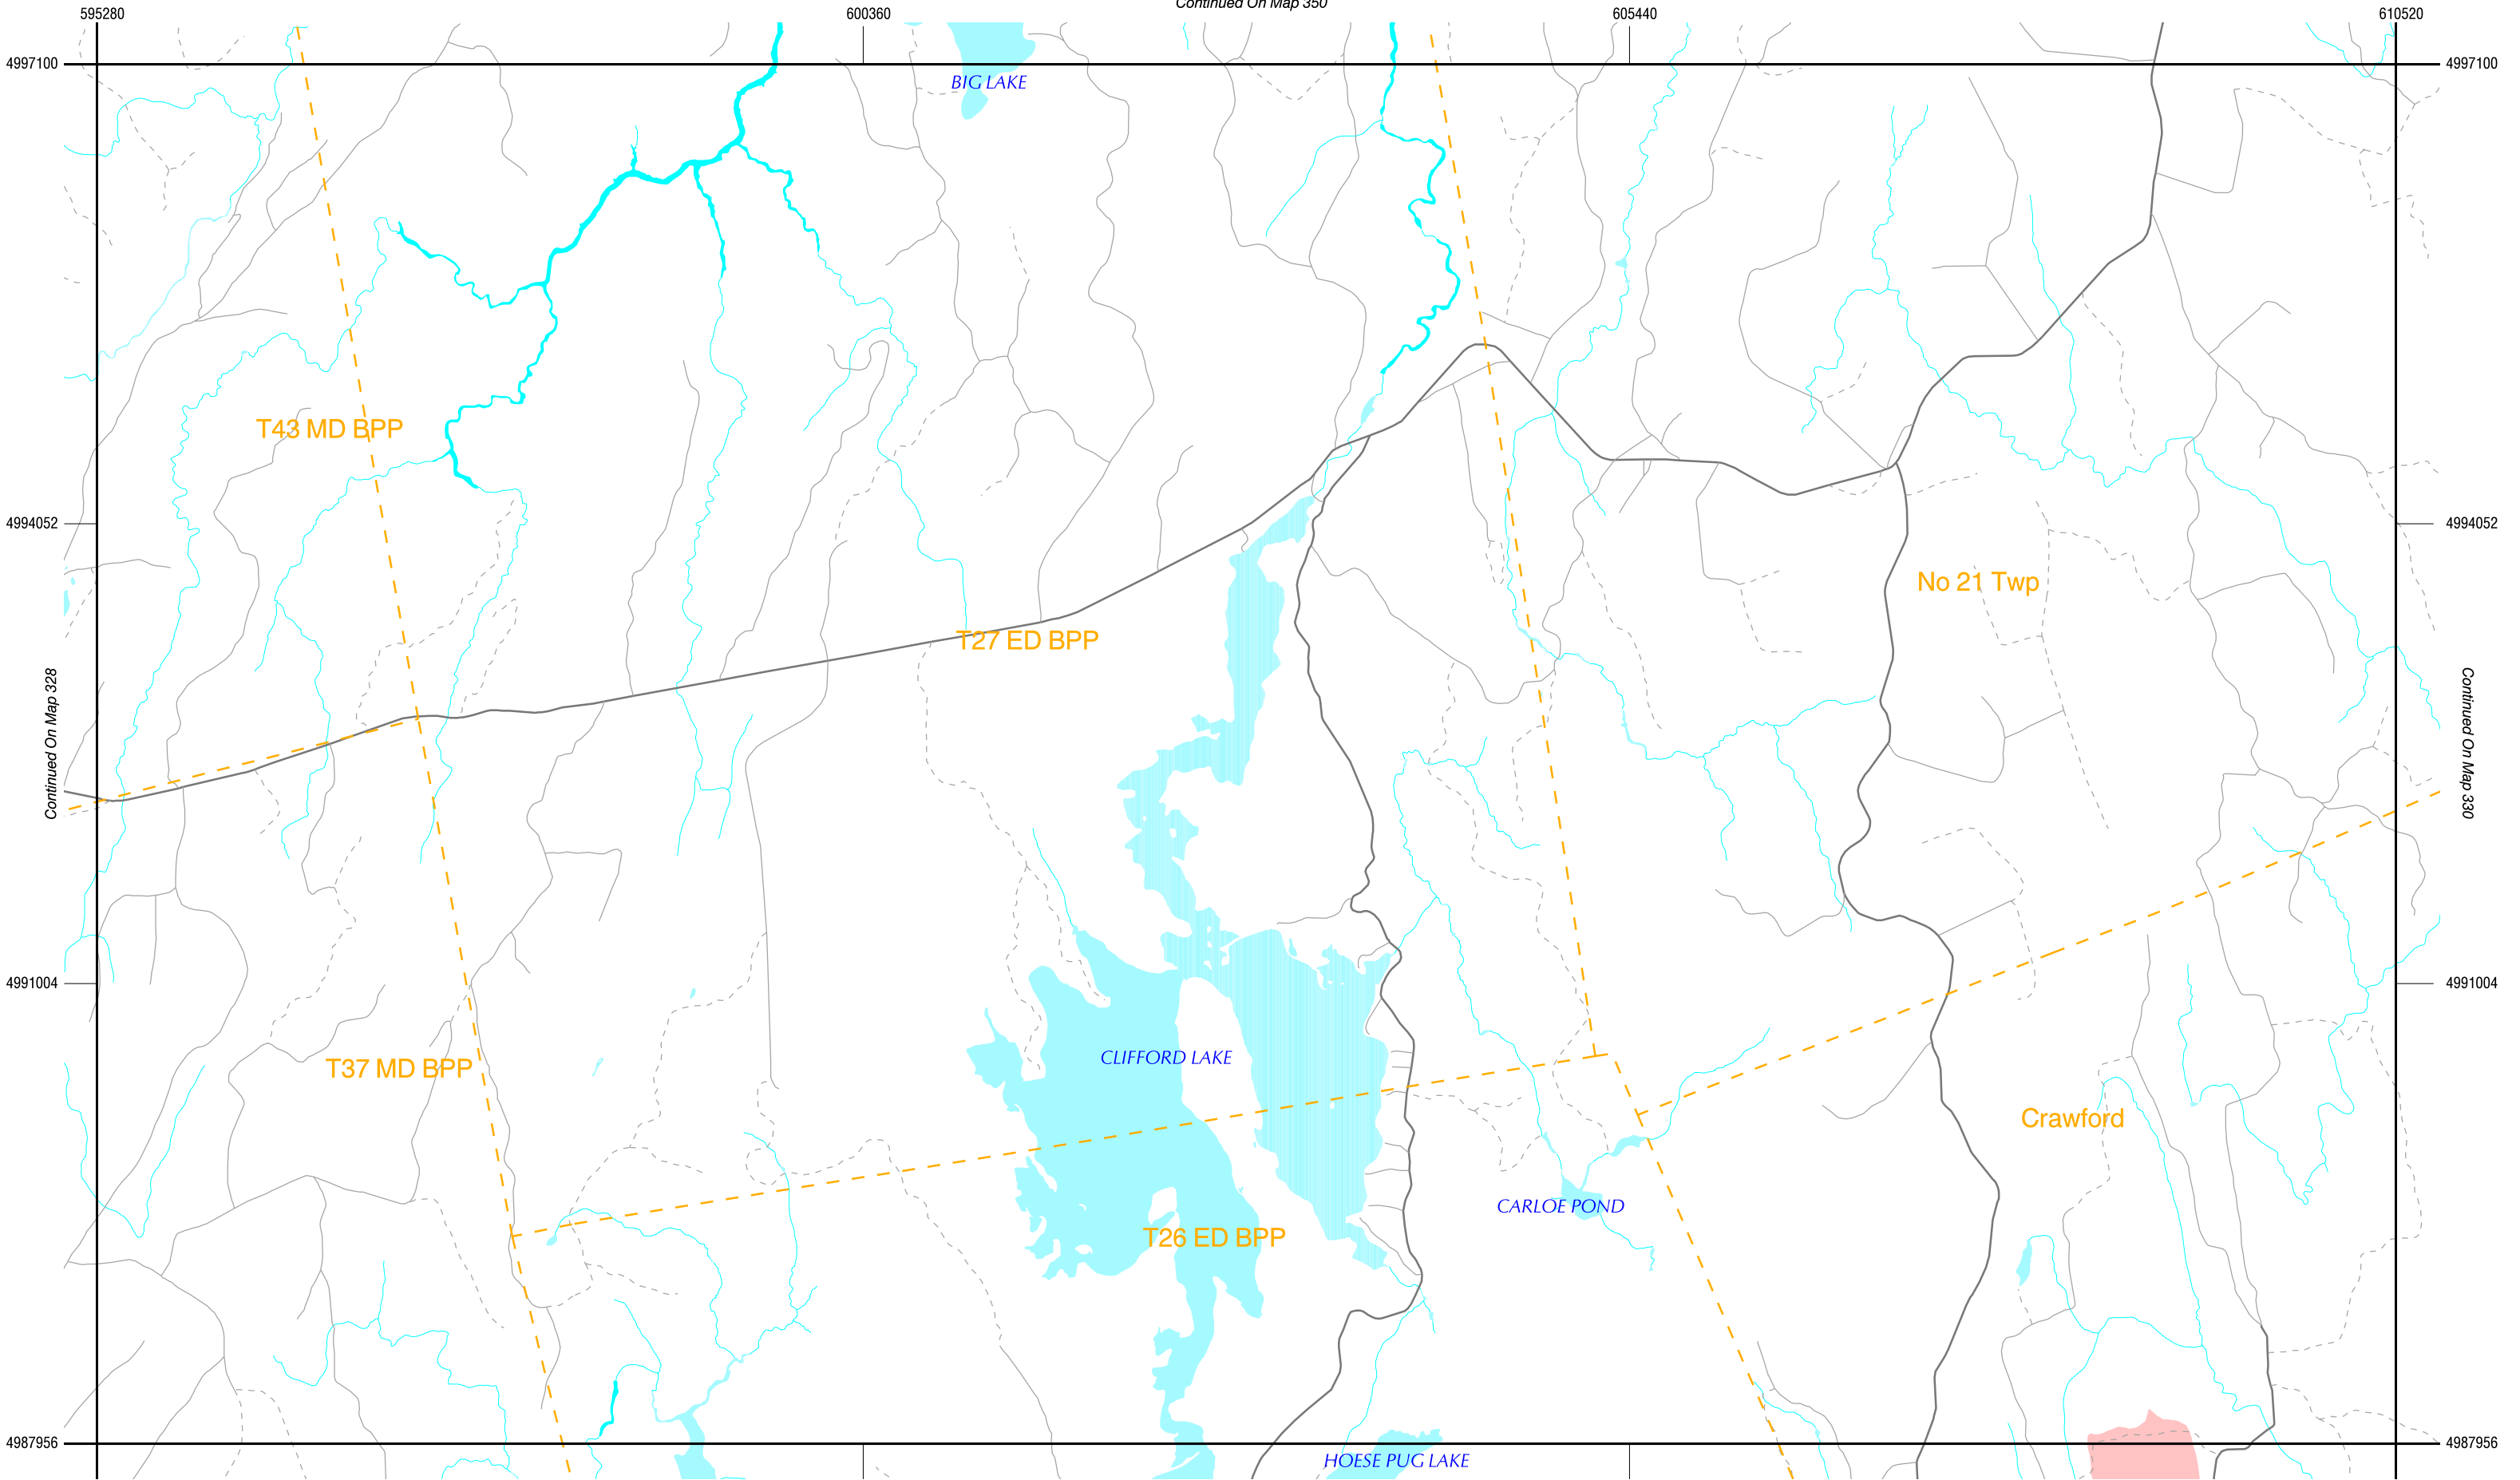 Continued On Map 350
595280
600360
605440
610520
4997100
4997100
BIG LAKE
T43 MD BPP
4994052
4994052
No 21 Twp
T27 ED BPP
Continued On Map 328
Continued On Map 330
4991004
4991004
CLIFFORD LAKE
T37 MD BPP
Crawford
CARLOE POND
T26 ED BPP
4987956
4987956
HOESE PUG LAKE